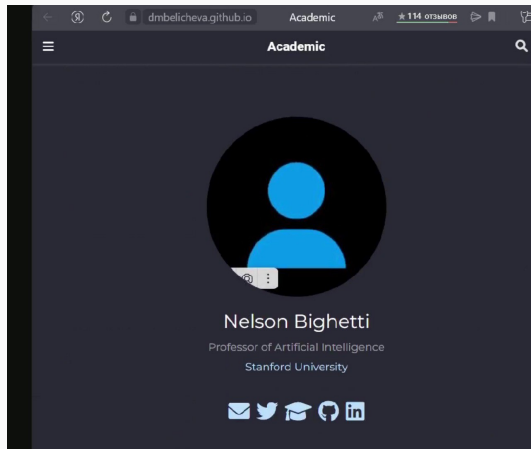 Я dmbelicheva.github.io Academic ★ 114 отзывов
Academic
Nelson Bighetti
Professor of Artificial Intelligence
Stanford University